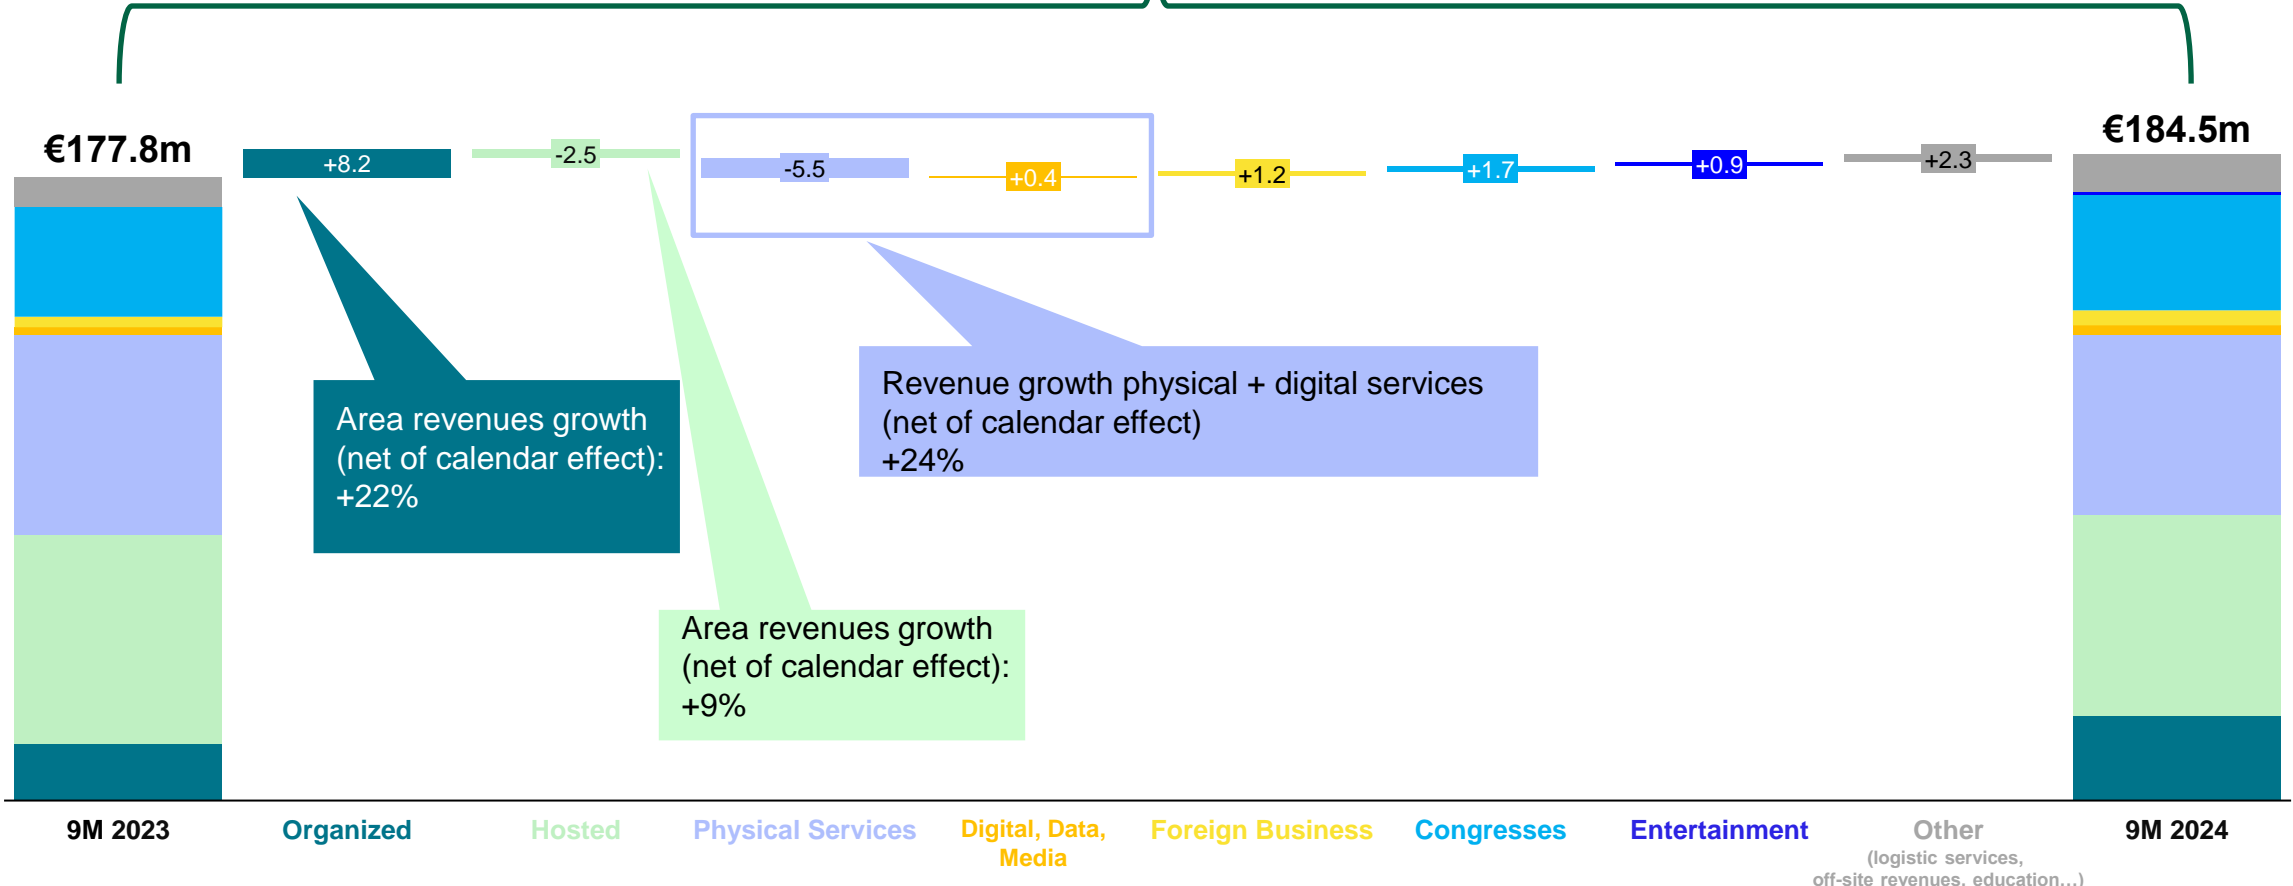 €177.8m
+8.2
-2.5
-5.5
+0.4
+1.2
+1.7
+0.9
+2.3
€184.5m
Area revenues growth
(net of calendar effect):
+22%
Revenue growth physical + digital services
(net of calendar effect)
+24%
Area revenues growth
(net of calendar effect):
+9%
9M 2023
Organized
Hosted
Physical Services
Digital, Data,
Media
Foreign Business
Congresses
Entertainment
Other
(logistic services,
off-site revenues, education…)
9M 2024